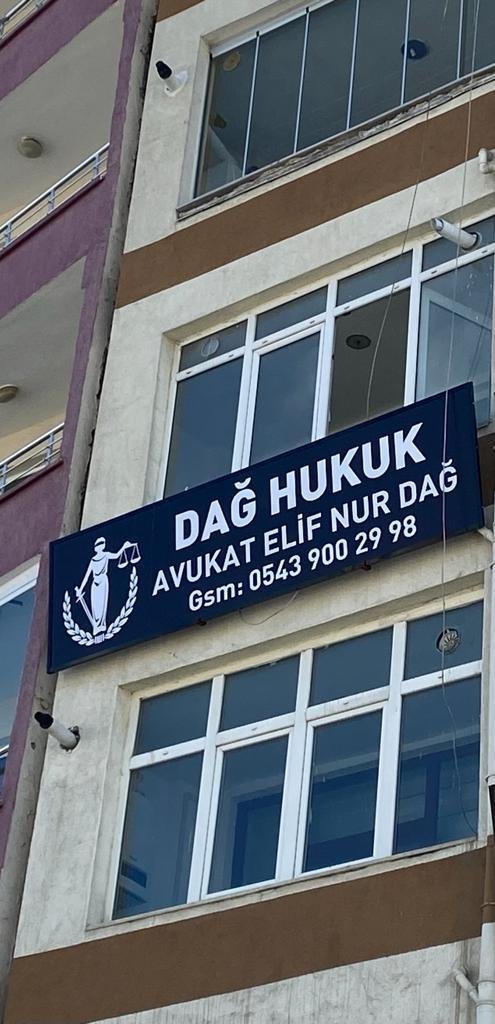 DAĞ HUKUK
AVUKAT ELİF NUR DAĞ
Gsm: 0543 900 29 98